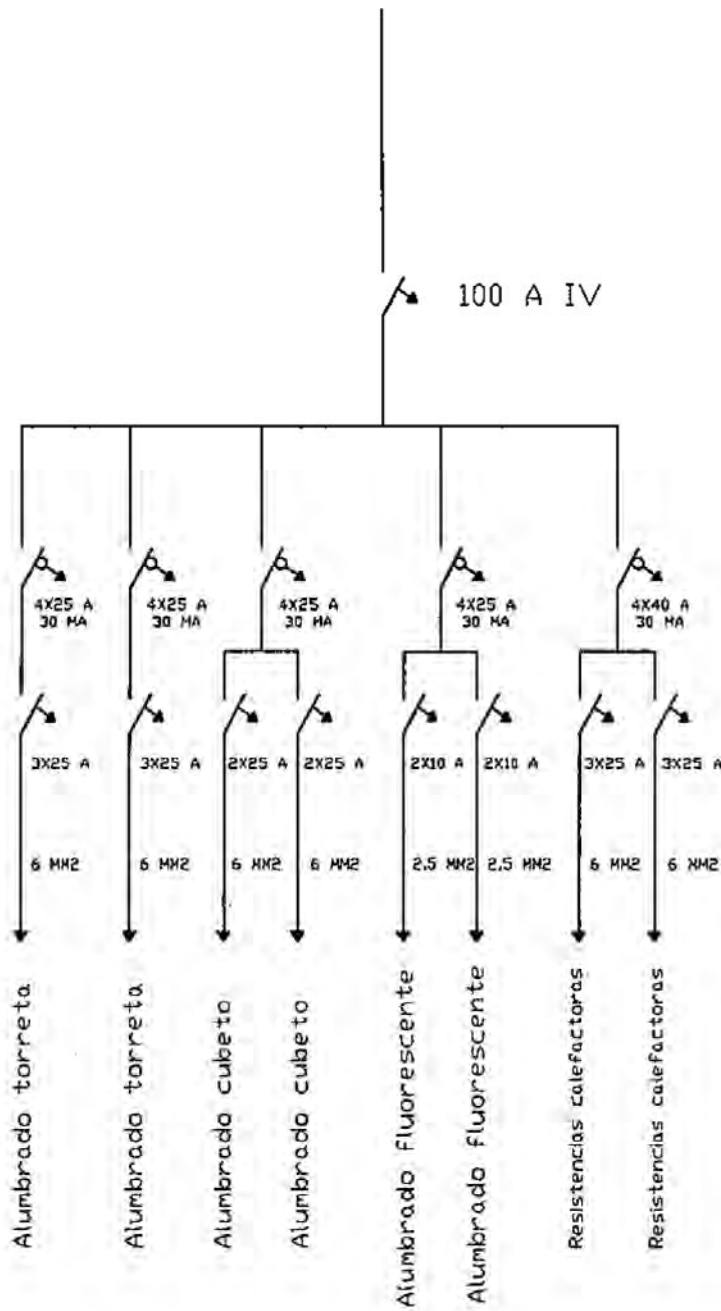 100 A IV
4X25 A
30 MA
4X25 A
30 MA
4X25 A
30 MA
4X25 A
30 MA
4X40 A
30 MA
3X25 A
3X25 A
2X25 A
2X25 A
2X10 A
2X10 A
3X25 A
3X25 A
6 MM2
6 MM2
6 MM2
6 MM2
2.5 MM2
2.5 MM2
6 MM2
6 MM2
Alumbrado torreta
Alumbrado torreta
Alumbrado cubeto
Alumbrado cubeto
Alumbrado fluorescente
Alumbrado fluorescente
Resistencias calefactoras
Resistencias calefactoras